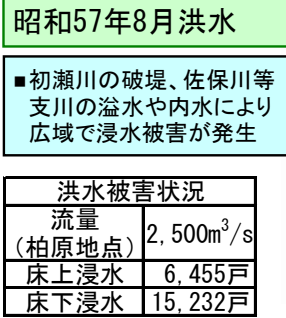 昭和57年8月洪水
■初瀬川の破堤、佐保川等
支川の溢水や内水により
広域で浸水被害が発生
洪水被害状況
流量
（柏原地点） 2,500m³/s
床上浸水 6,455戸
床下浸水 15,232戸